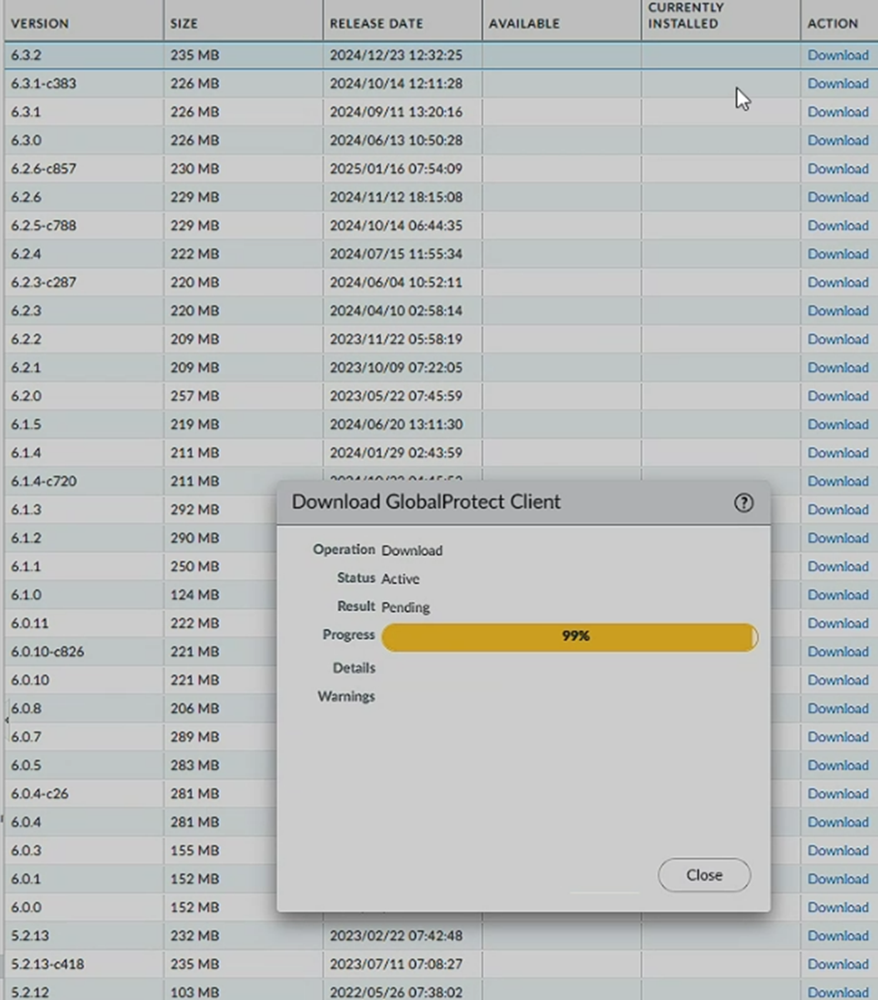 VERSION SIZE RELEASE DATE AVAILABLE CURRENTLY INSTALLED ACTION
6.3.2 235 MB 2024/12/23 12:32:25 Download
6.3.1-c383 226 MB 2024/10/14 12:11:28 Download
6.3.1 226 MB 2024/09/11 13:20:16 Download
6.3.0 226 MB 2024/06/13 10:50:28 Download
6.2.6-c857 230 MB 2025/01/16 07:54:09 Download
6.2.6 229 MB 2024/11/12 18:15:08 Download
6.2.5-c788 229 MB 2024/10/14 06:44:35 Download
6.2.4 222 MB 2024/07/15 11:55:34 Download
6.2.3-c287 220 MB 2024/06/04 10:52:11 Download
6.2.3 220 MB 2024/04/10 02:58:14 Download
6.2.2 209 MB 2023/11/22 05:58:19 Download
6.2.1 209 MB 2023/10/09 07:22:05 Download
6.2.0 257 MB 2023/05/22 07:45:59 Download
6.1.5 219 MB 2024/06/20 13:11:30 Download
6.1.4 211 MB 2024/01/29 02:43:59 Download
6.1.4-c720 211 MB Download
6.1.3 292 MB Download
6.1.2 290 MB Download
6.1.1 250 MB Download
6.1.0 124 MB Download
6.0.11 222 MB Download
6.0.10-c826 221 MB Download
6.0.10 221 MB Download
6.0.8 206 MB Download
6.0.7 289 MB Download
6.0.5 283 MB Download
6.0.4-c26 281 MB Download
6.0.4 281 MB Download
6.0.3 155 MB Download
6.0.1 152 MB Download
6.0.0 152 MB Download
5.2.13 232 MB 2023/02/22 07:42:48 Download
5.2.13-c418 235 MB 2023/07/11 07:08:27 Download
5.2.12 103 MB 2022/05/26 07:38:02 Download
Download GlobalProtect Client ?
Operation Download
Status Active
Result Pending
Progress 99%
Details
Warnings
Close